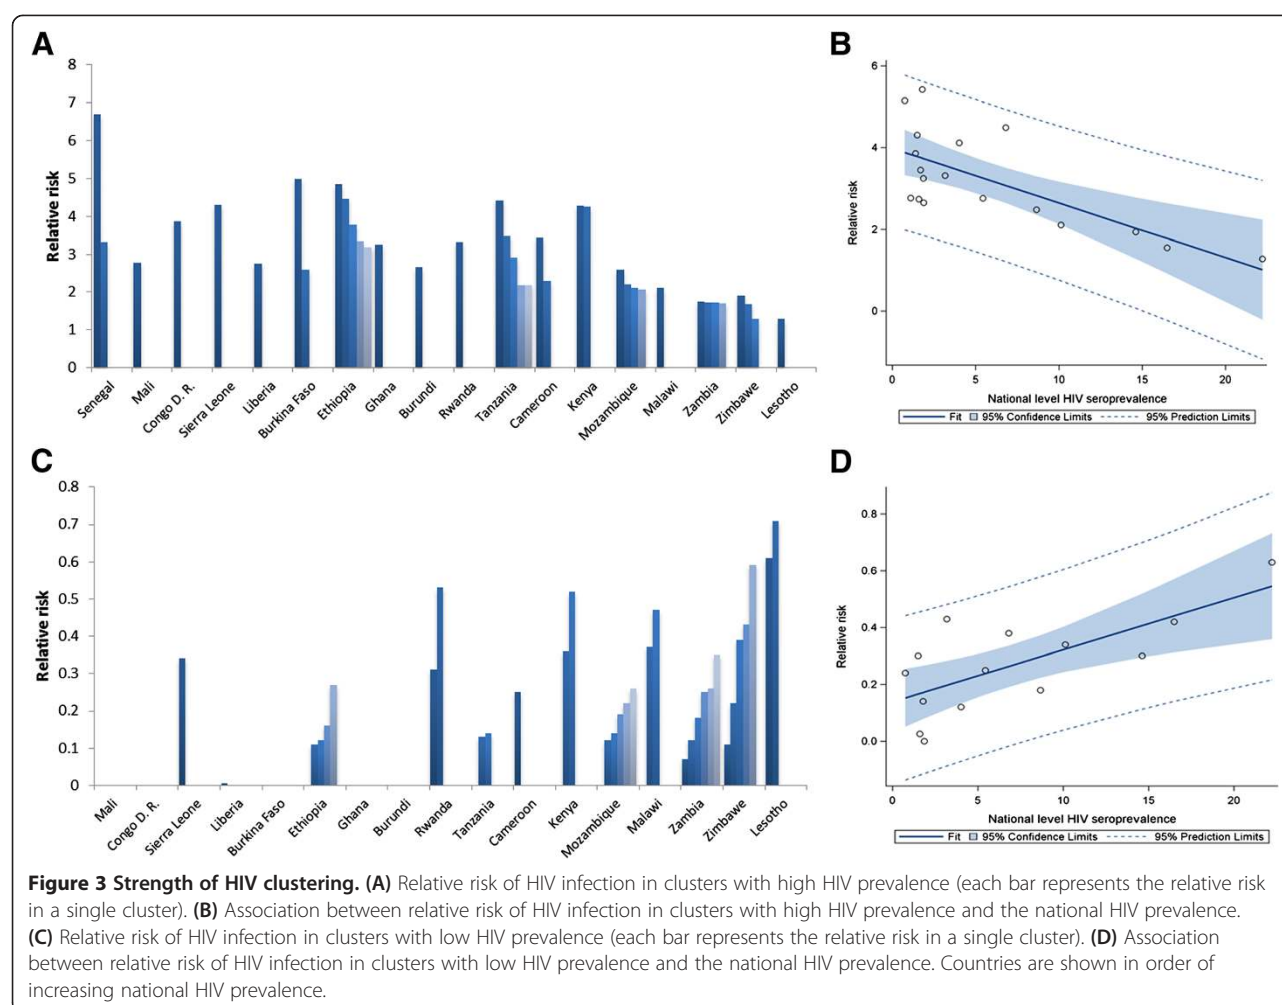 A
8
7
6
5
4
3
2
1
0
Relative risk
Senegal
Mali
Congo D. R.
Sierra Leone
Liberia
Burkina Faso
Ethiopia
Ghana
Burundi
Rwanda
Tanzania
Cameroon
Kenya
Mozambique
Malawi
Zambia
Zimbawe
Lesotho
B
6
4
2
0
Relative risk
0 5 10 15 20
National level HIV seroprevalence
Fit 95% Confidence Limits 95% Prediction Limits
C
0.8
0.7
0.6
0.5
0.4
0.3
0.2
0.1
0
Relative risk
Mali
Congo D. R.
Sierra Leone
Liberia
Burkina Faso
Ethiopia
Ghana
Burundi
Rwanda
Tanzania
Cameroon
Kenya
Mozambique
Malawi
Zambia
Zimbawe
Lesotho
D
0.8
0.6
0.4
0.2
0.0
Relative risk
0 5 10 15 20
National level HIV seroprevalence
Fit 95% Confidence Limits 95% Prediction Limits
Figure 3 Strength of HIV clustering. (A) Relative risk of HIV infection in clusters with high HIV prevalence (each bar represents the relative risk
in a single cluster). (B) Association between relative risk of HIV infection in clusters with high HIV prevalence and the national HIV prevalence.
(C) Relative risk of HIV infection in clusters with low HIV prevalence (each bar represents the relative risk in a single cluster). (D) Association
between relative risk of HIV infection in clusters with low HIV prevalence and the national HIV prevalence. Countries are shown in order of
increasing national HIV prevalence.